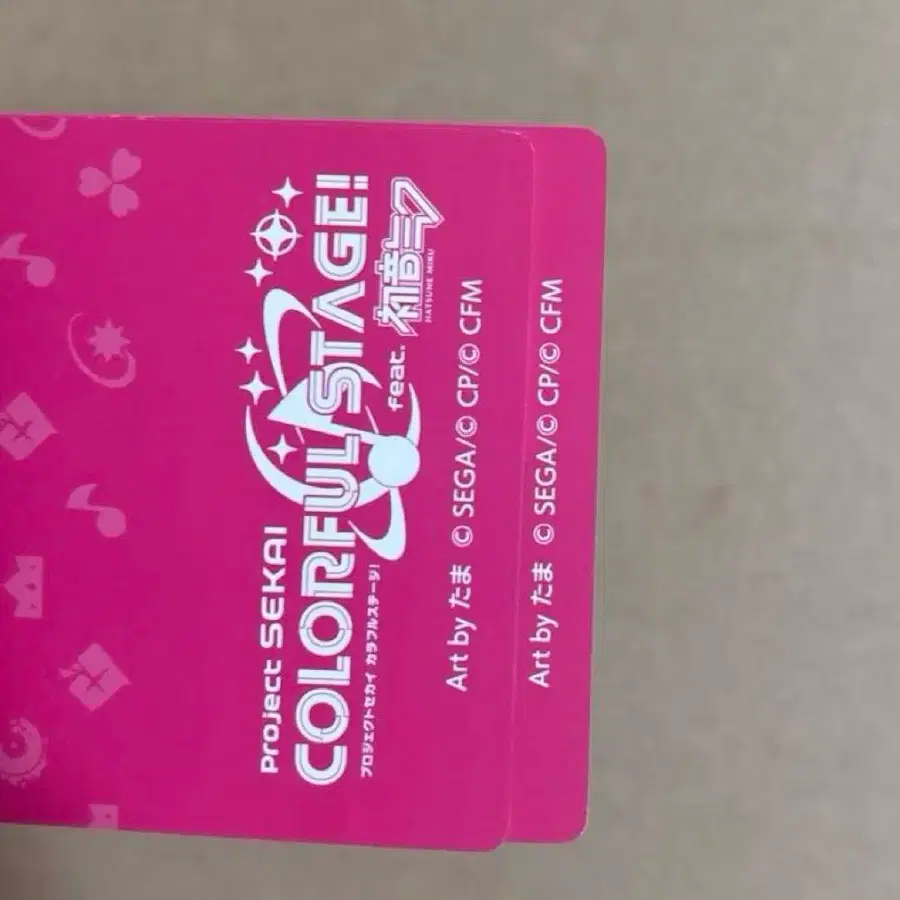 Project SEKAI
COLORFUL STAGE!
プロジェクトセカイ カラフルステージ!
feat. 初音ミク
HATSUNE MIKU
Art by たま © SEGA/© CP/© CFM
Art by たま © SEGA/© CP/© CFM